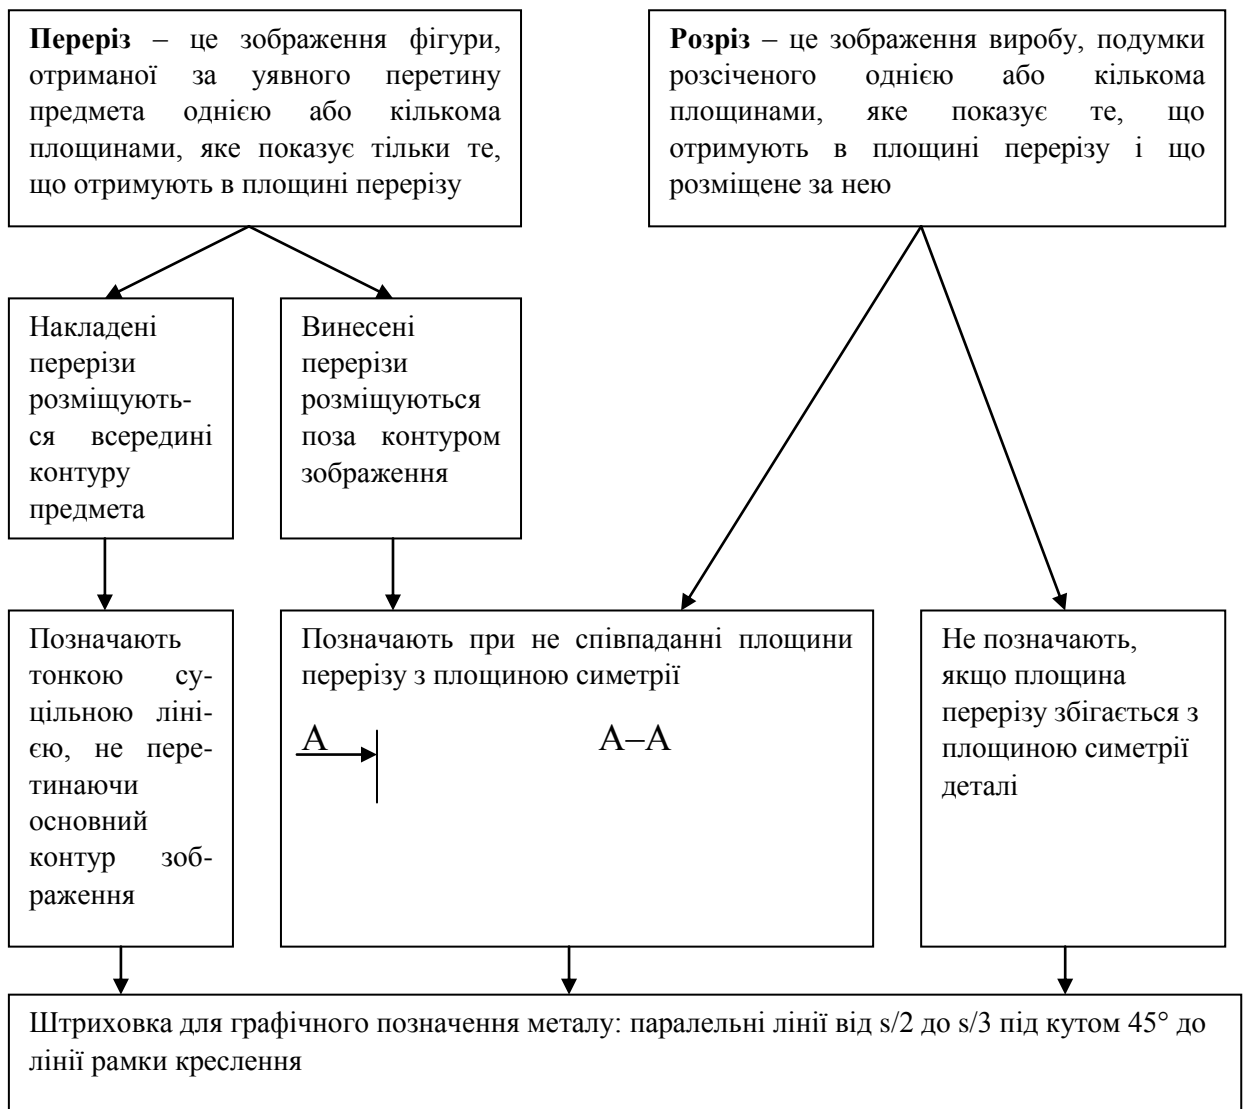 Переріз – це зображення фігури,
отриманої за уявного перетину
предмета однією або кількома
площинами, яке показує тільки те,
що отримують в площині перерізу
Розріз – це зображення виробу, подумки
розсіченого однією або кількома
площинами, яке показує те, що
отримують в площині перерізу і що
розміщене за нею
Накладені
перерізи
розміщують-
ся всередині
контуру
предмета
Винесені
перерізи
розміщуються
поза контуром
зображення
Позначають
тонкою су-
цільною ліні-
єю, не пере-
тинаючи
основний
контур зоб-
раження
Позначають при не співпаданні площини
перерізу з площиною симетрії
А
А–А
Не позначають,
якщо площина
перерізу збігається з
площиною симетрії
деталі
Штриховка для графічного позначення металу: паралельні лінії від s/2 до s/3 під кутом 45° до
лінії рамки креслення